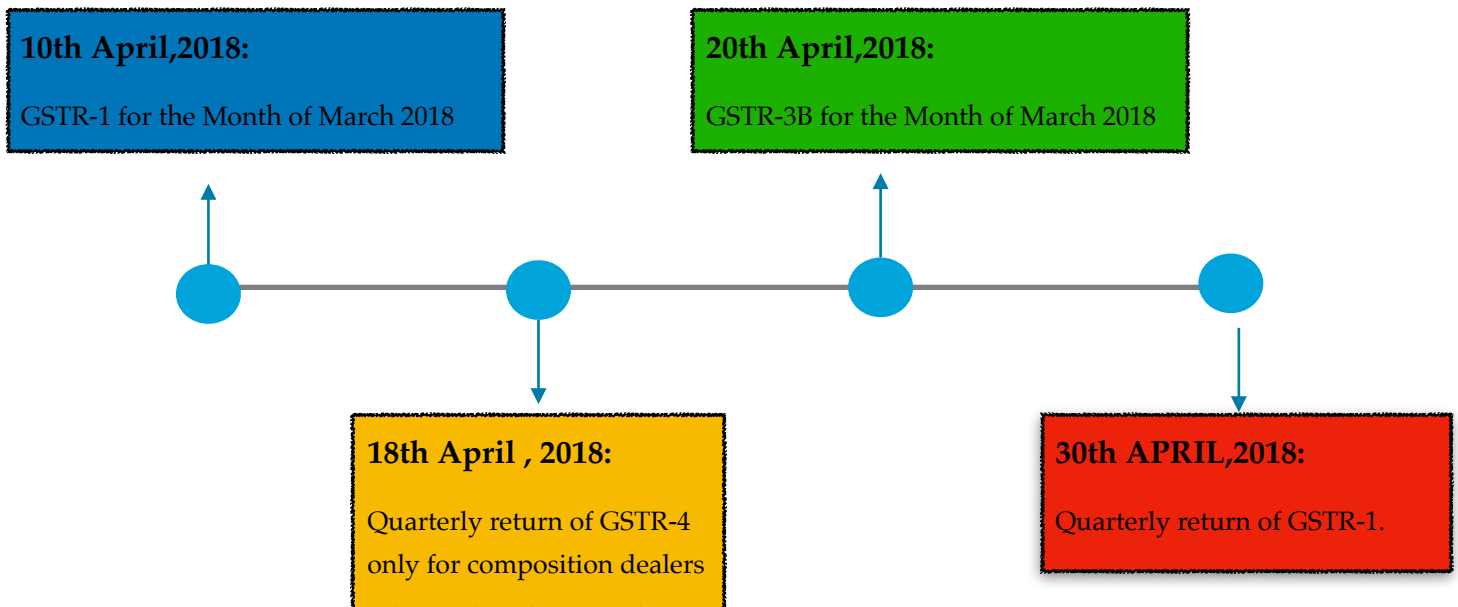 10th April,2018:
GSTR-1 for the Month of March 2018
20th April,2018:
GSTR-3B for the Month of March 2018
18th April , 2018:
Quarterly return of GSTR-4
only for composition dealers
30th APRIL,2018:
Quarterly return of GSTR-1.